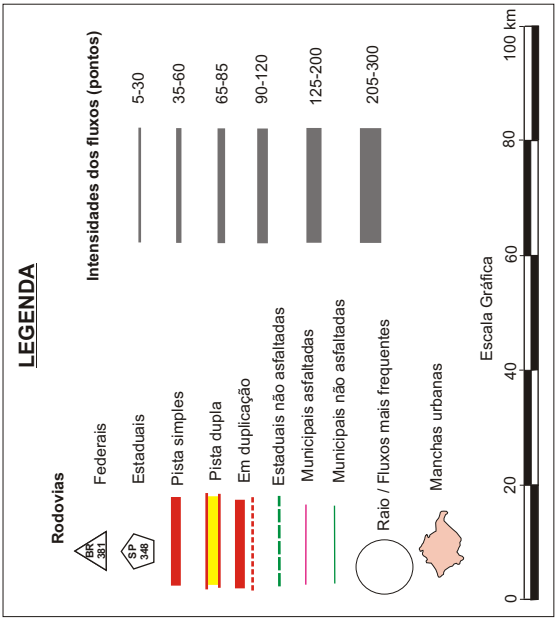 LEGENDA
Rodovias
BR
381
Federais
SP
348
Estaduais
Pista simples
Pista dupla
Em duplicação
Estaduais não asfaltadas
Municipais asfaltadas
Municipais não asfaltadas
Raio / Fluxos mais frequentes
Manchas urbanas
Intensidades dos fluxos (pontos)
5-30
35-60
65-85
90-120
125-200
205-300
Escala Gráfica
0 20 40 60 80 100 km